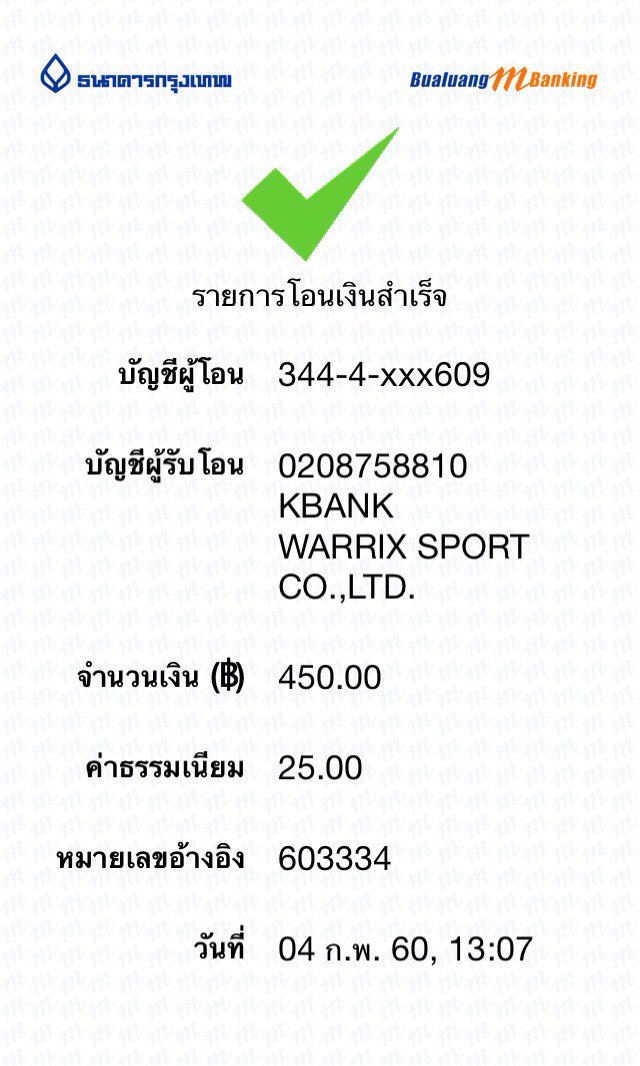 ธนาคารกรุงเทพ
Bualuang mBanking
รายการโอนเงินสำเร็จ
บัญชีผู้โอน 344-4-xxx609
บัญชีผู้รับโอน 0208758810
KBANK
WARRIX SPORT
CO.,LTD.
จำนวนเงิน (฿) 450.00
ค่าธรรมเนียม 25.00
หมายเลขอ้างอิง 603334
วันที่ 04 ก.พ. 60, 13:07